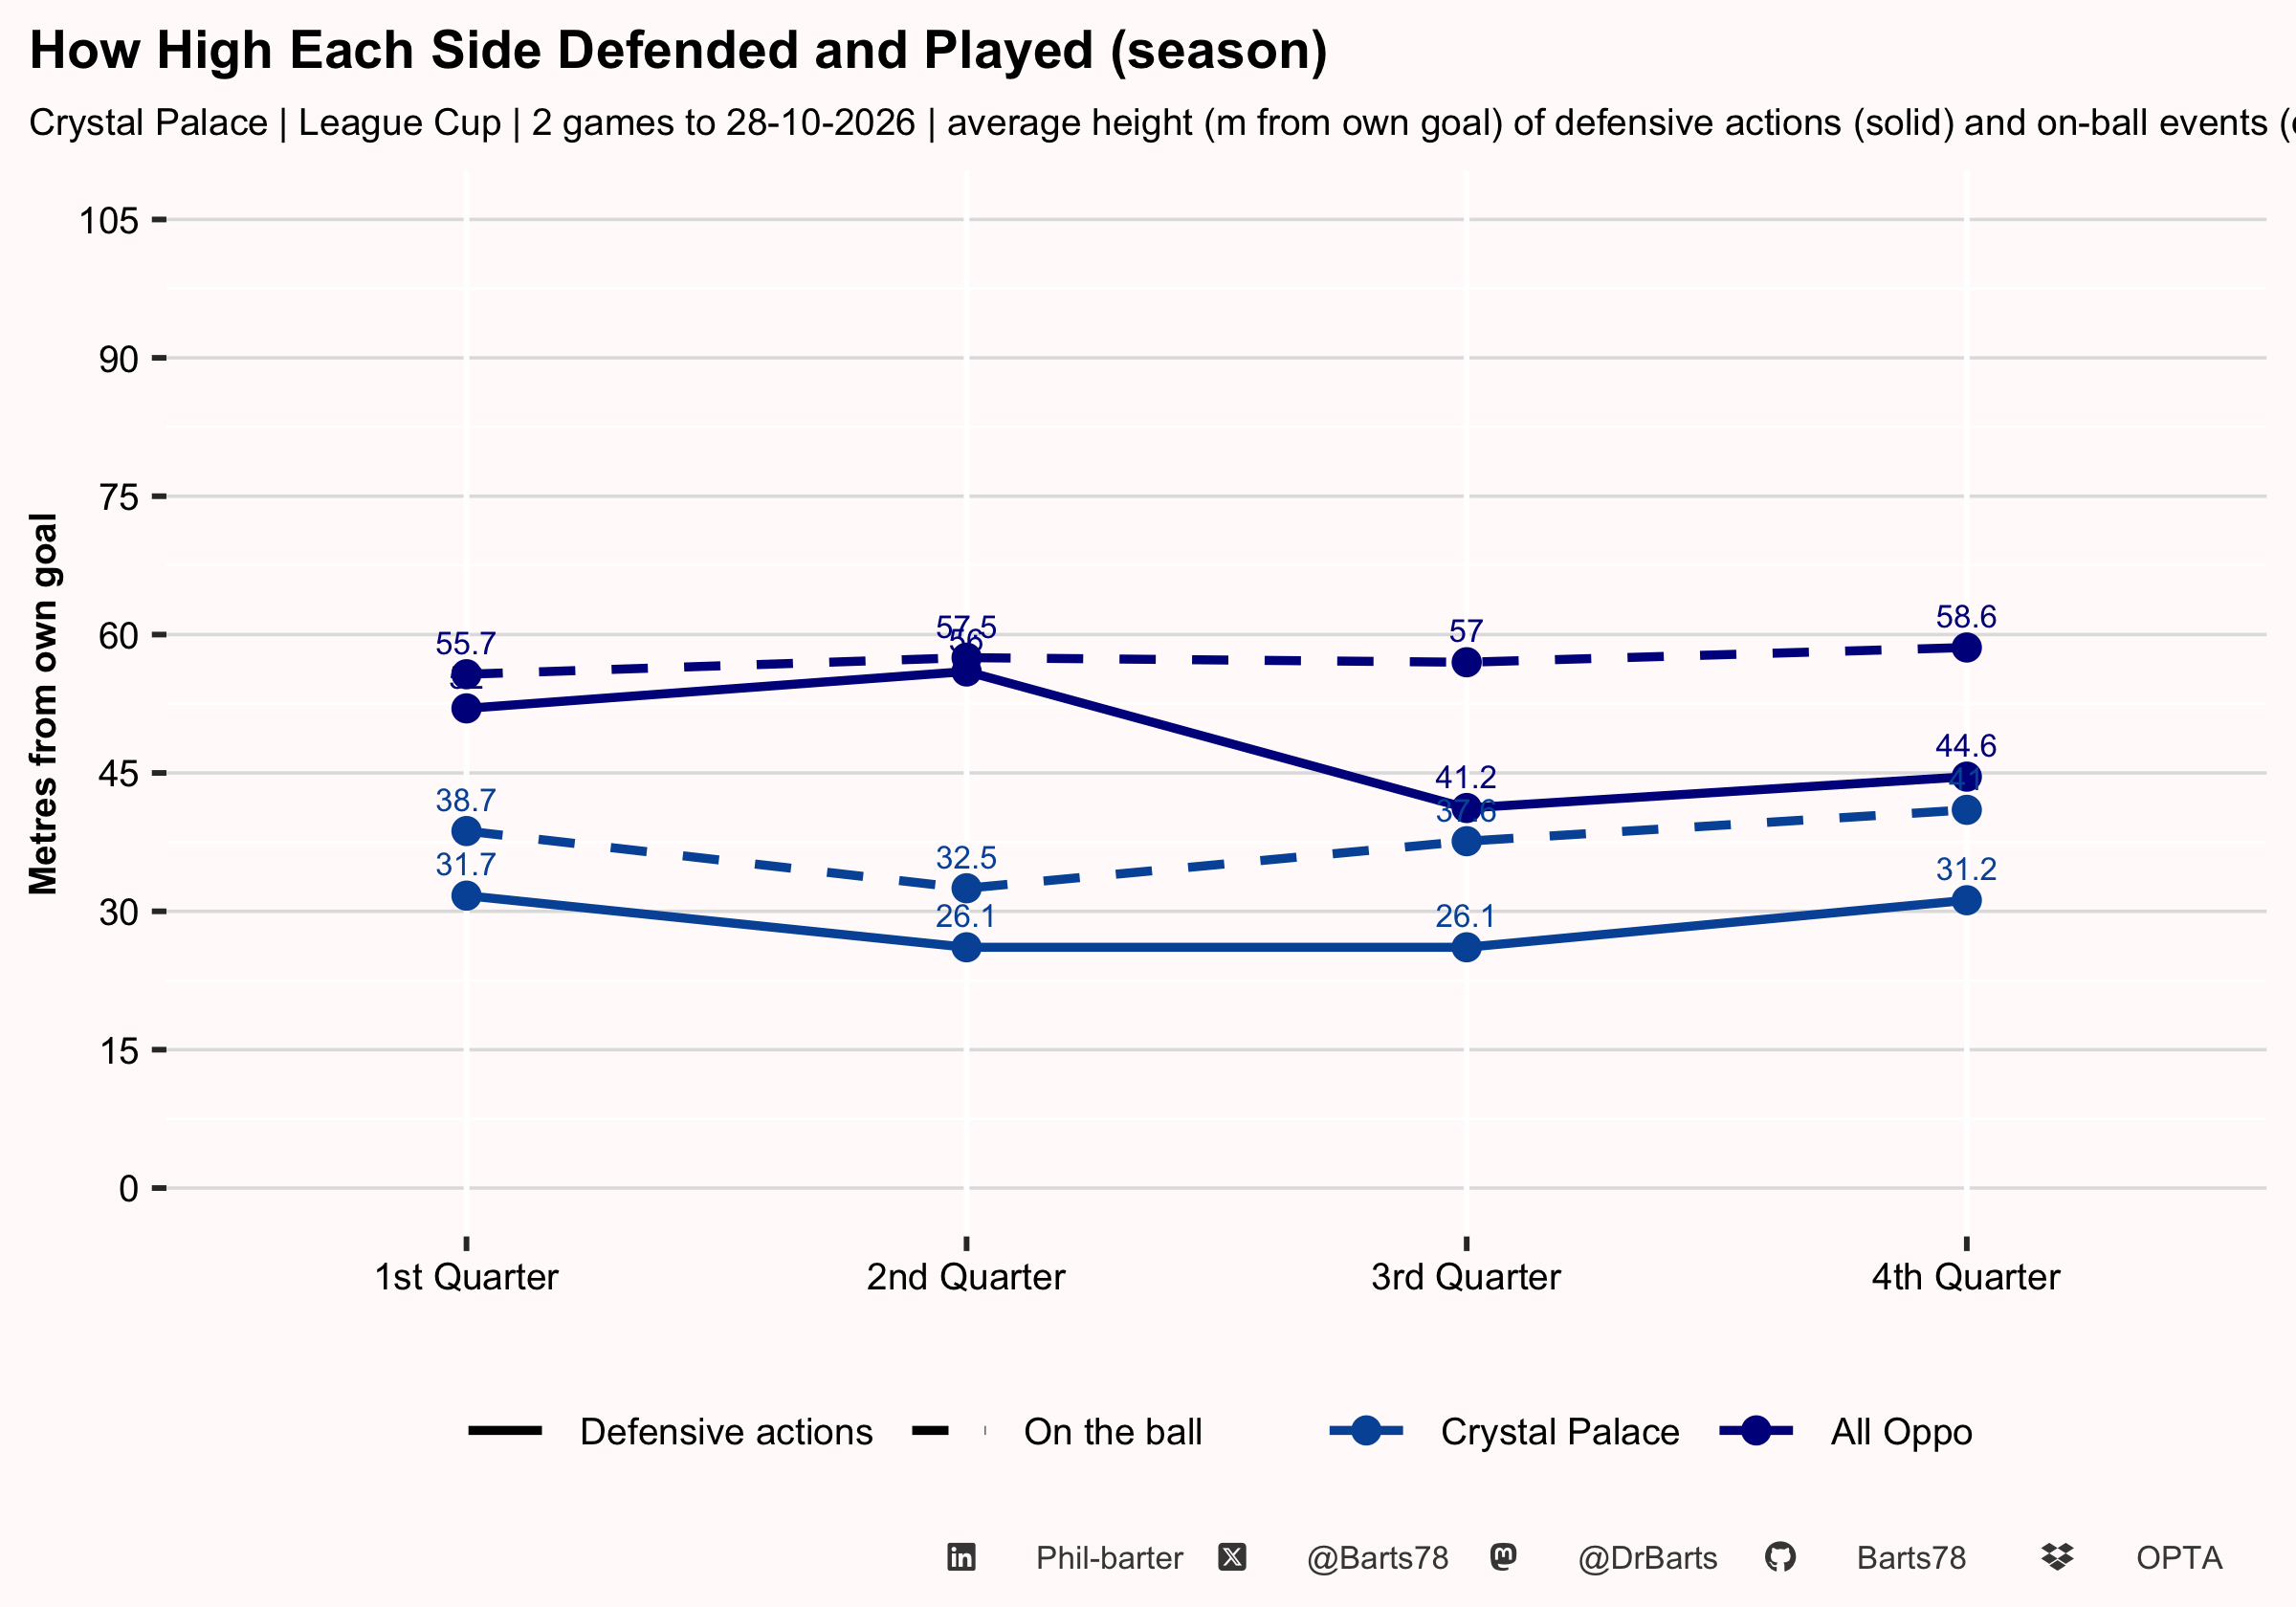 How High Each Side Defended and Played (season)
Crystal Palace | League Cup | 2 games to 28-10-2026 | average height (m from own goal) of defensive actions (solid) and on-ball events (
Metres from own goal
105
90
75
60
45
30
15
0
55.7
57.5
56
57
58.6
41.2
44.6
38.7
32.5
37.6
41
31.7
26.1
26.1
31.2
1st Quarter
2nd Quarter
3rd Quarter
4th Quarter
Defensive actions
On the ball
Crystal Palace
All Oppo
Phil-barter
@Barts78
@DrBarts
Barts78
OPTA